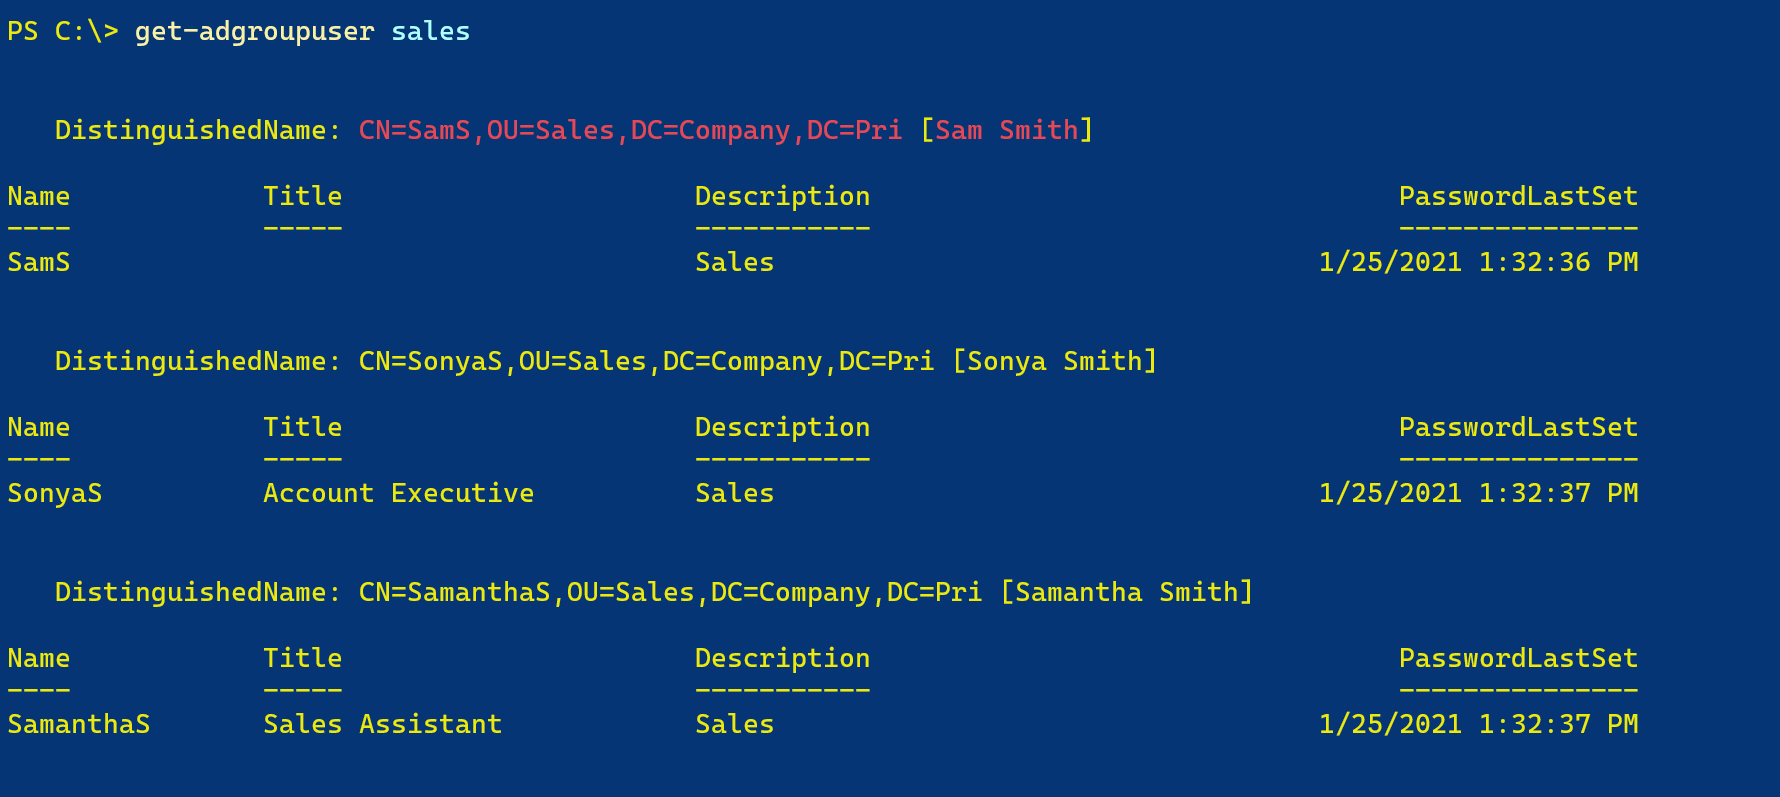 PS C:\> get-adgroupuser sales
DistinguishedName: CN=SamS,OU=Sales,DC=Company,DC=Pri [Sam Smith]
Name Title Description PasswordLastSet
---- ----- ----------- ---------------
SamS Sales 1/25/2021 1:32:36 PM
DistinguishedName: CN=SonyaS,OU=Sales,DC=Company,DC=Pri [Sonya Smith]
Name Title Description PasswordLastSet
---- ----- ----------- ---------------
SonyaS Account Executive Sales 1/25/2021 1:32:37 PM
DistinguishedName: CN=SamanthaS,OU=Sales,DC=Company,DC=Pri [Samantha Smith]
Name Title Description PasswordLastSet
---- ----- ----------- ---------------
SamanthaS Sales Assistant Sales 1/25/2021 1:32:37 PM